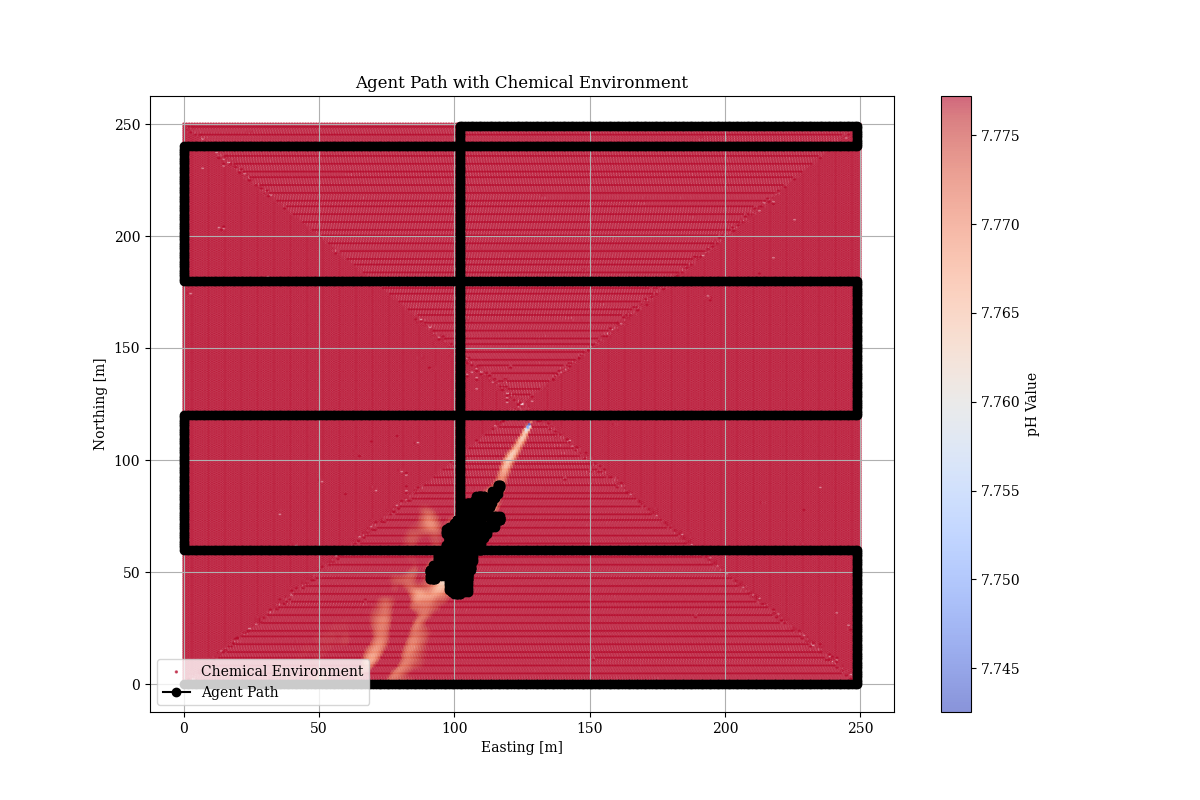 Agent Path with Chemical Environment
250
200
150
100
50
0
Northing [m]
0 50 100 150 200 250
Easting [m]
Chemical Environment
Agent Path
7.775
7.770
7.765
7.760
7.755
7.750
7.745
pH Value